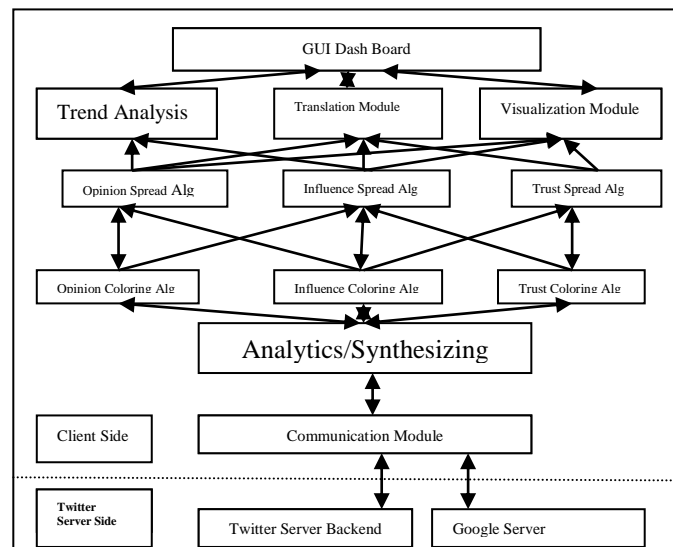 GUI Dash Board
Trend Analysis
Translation Module
Visualization Module
Opinion Spread Alg
Influence Spread Alg
Trust Spread Alg
Opinion Coloring Alg
Influence Coloring Alg
Trust Coloring Alg
Analytics/Synthesizing
Client Side
Communication Module
Twitter
Server Side
Twitter Server Backend
Google Server